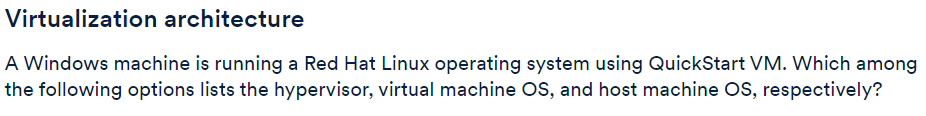 Virtualization architecture
A Windows machine is running a Red Hat Linux operating system using QuickStart VM. Which among
the following options lists the hypervisor, virtual machine OS, and host machine OS, respectively?